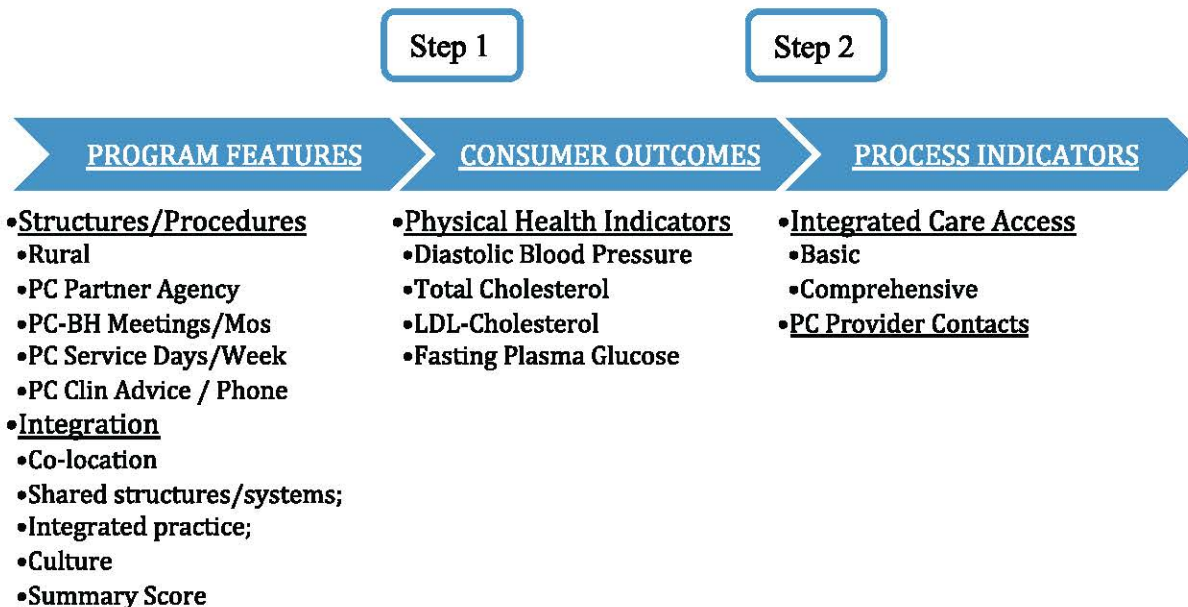 Step 1
Step 2
PROGRAM FEATURES
CONSUMER OUTCOMES
PROCESS INDICATORS
•Structures/Procedures
•Rural
•PC Partner Agency
•PC-BH Meetings/Mos
•PC Service Days/Week
•PC Clin Advice / Phone
•Integration
•Co-location
•Shared structures/systems;
•Integrated practice;
•Culture
•Summary Score
•Physical Health Indicators
•Diastolic Blood Pressure
•Total Cholesterol
•LDL-Cholesterol
•Fasting Plasma Glucose
•Integrated Care Access
•Basic
•Comprehensive
•PC Provider Contacts